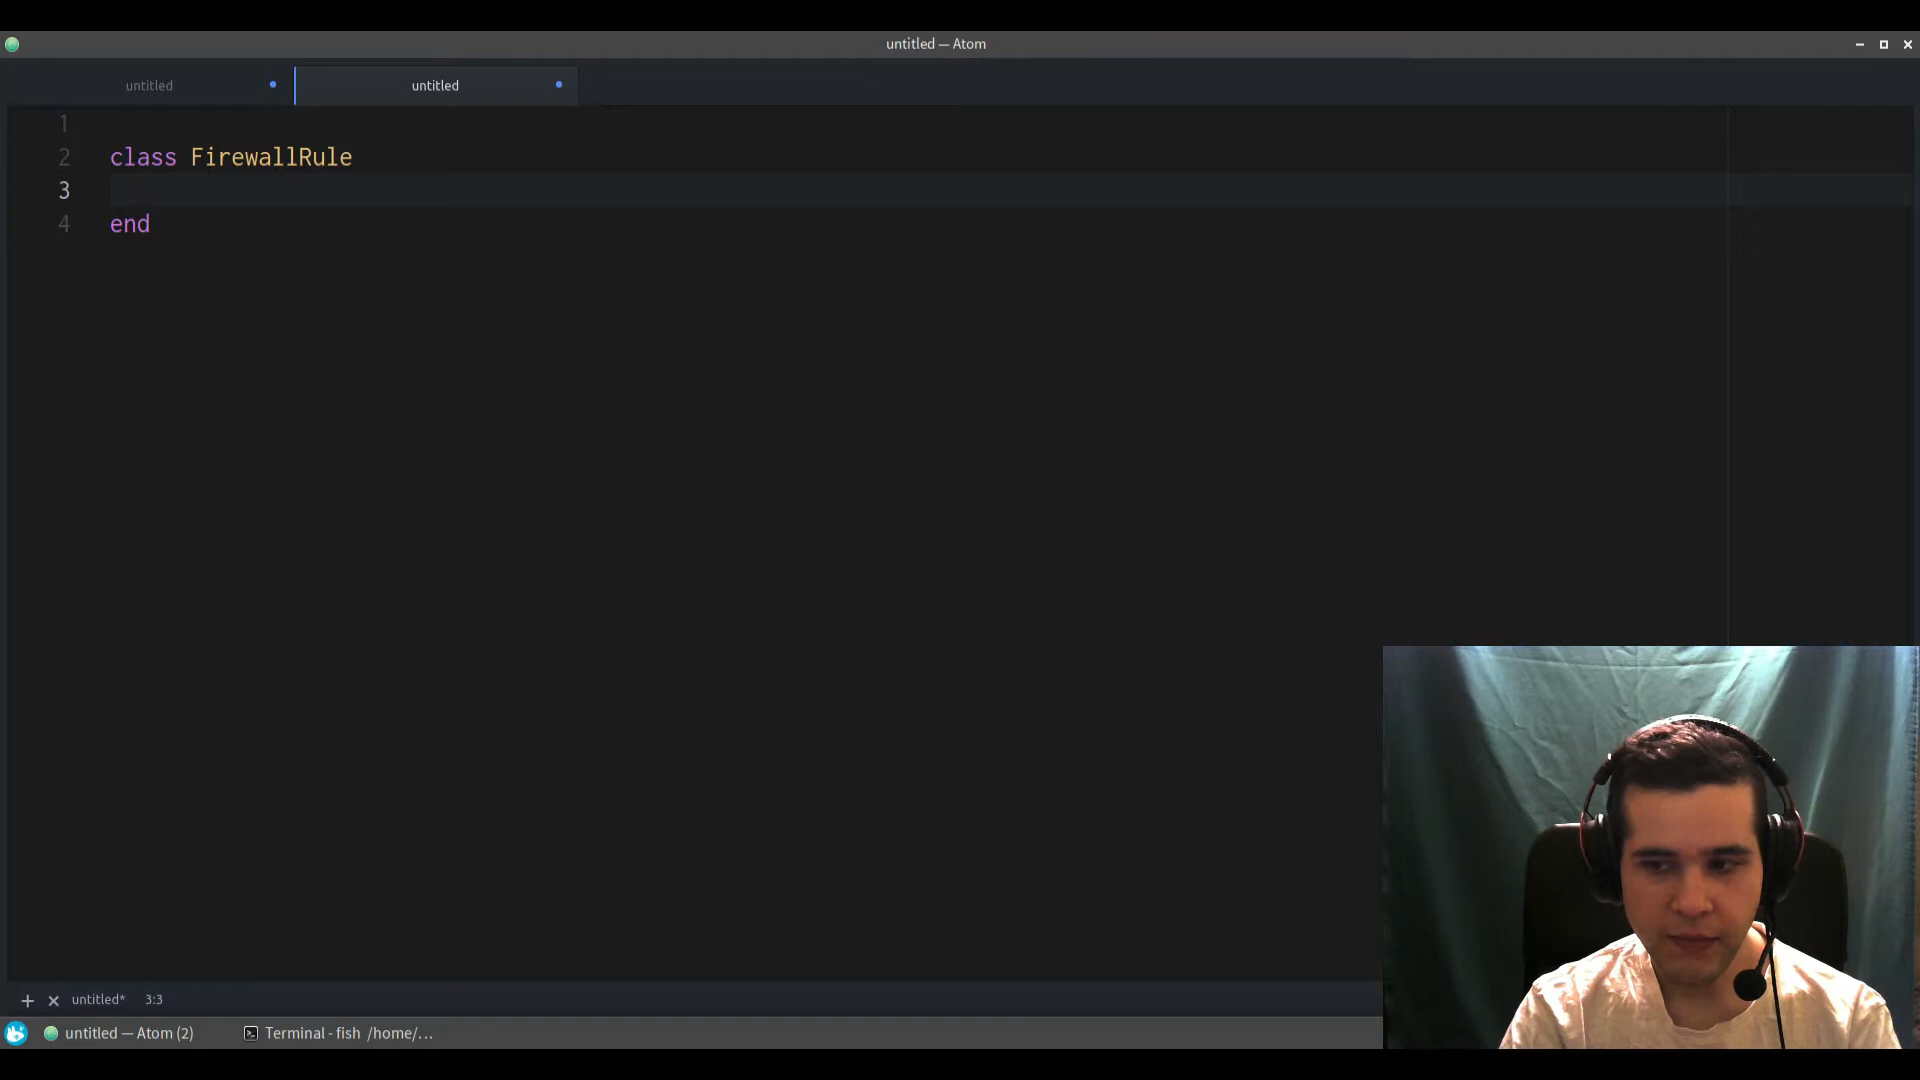 untitled — Atom
untitled
untitled
1
2 class FirewallRule
3
4 end
untitled* 3:3
untitled — Atom (2)
Terminal - fish /home/...